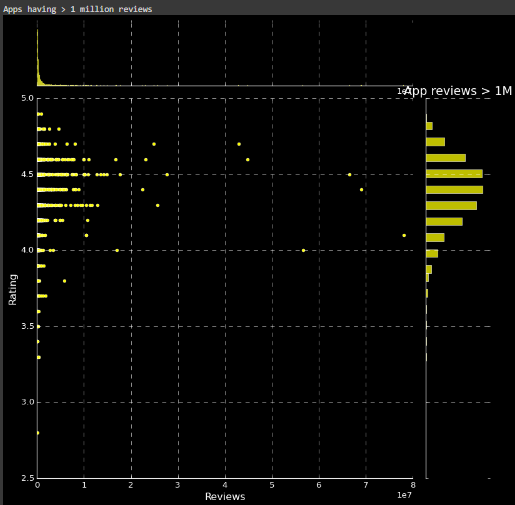 Apps having > 1 million reviews
App reviews > 1M
5.0
4.5
4.0
3.5
3.0
2.5
Rating
0 1 2 3 4 5 6 7 8
Reviews
1e7